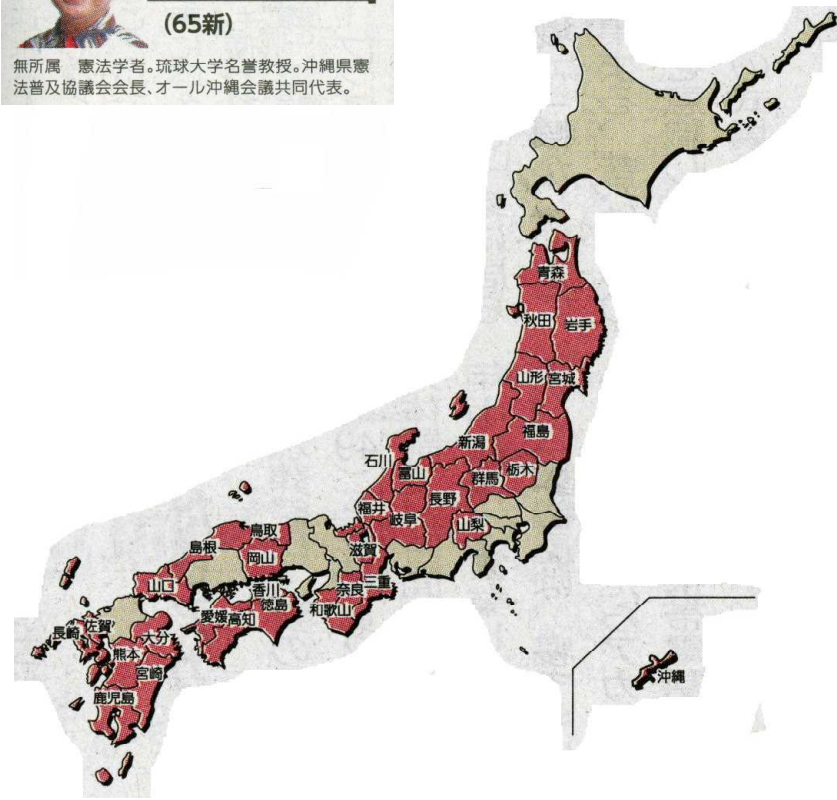 (65新)
無所属　憲法学者。琉球大学名誉教授。沖縄県憲
法普及協議会会長、オール沖縄会議共同代表。
青森
秋田
岩手
山形
宮城
福島
新潟
石川
富山
群馬
栃木
福井
岐阜
長野
山梨
鳥取
島根
岡山
滋賀
山口
香川
徳島
奈良
三重
愛媛
高知
和歌山
長崎
佐賀
大分
熊本
宮崎
鹿児島
沖縄